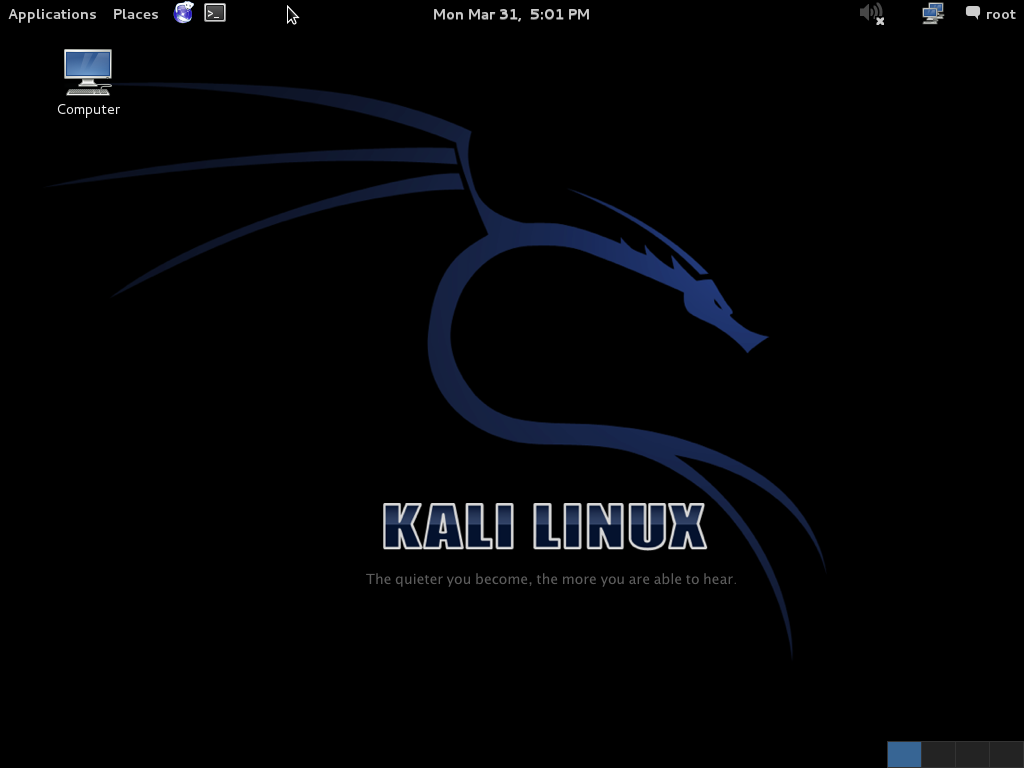 Applications Places Mon Mar 31, 5:01 PM root
Computer
KALI LINUX
The quieter you become, the more you are able to hear.